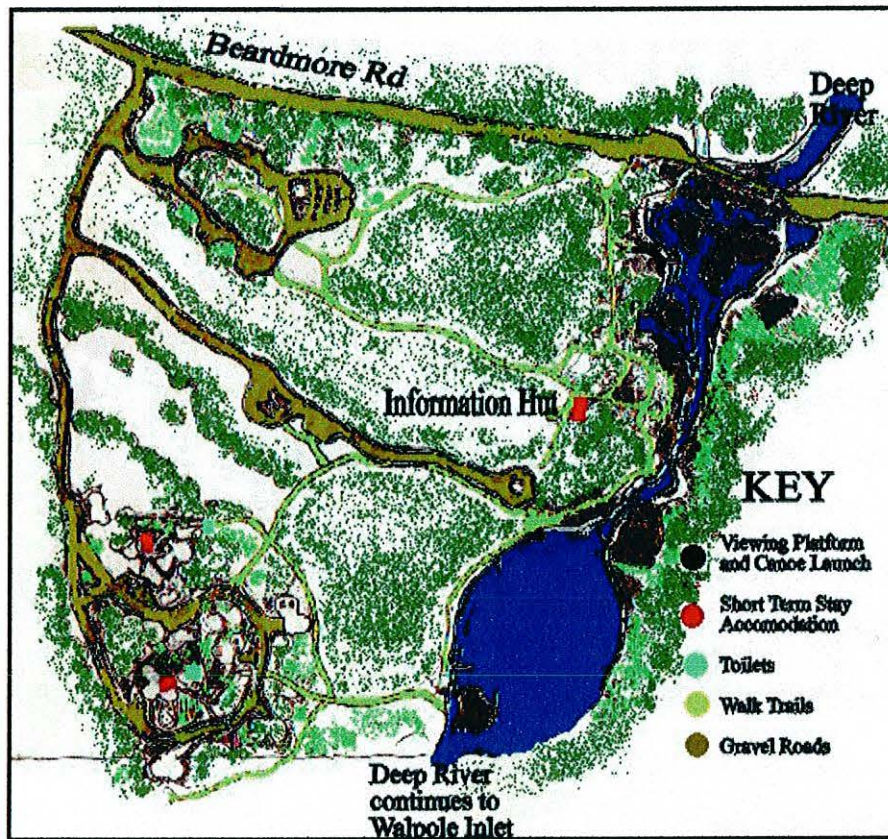 Beardmore Rd
Deep
River
Information Hut
KEY
Viewing Platform
and Canoe Launch
Short Term Stay
Accomodation
Toilets
Walk Trails
Gravel Roads
Deep River
continues to
Walpole Inlet